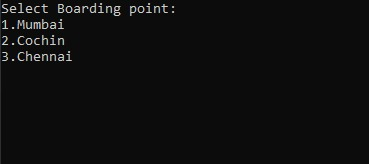 Select Boarding point:
1.Mumbai
2.Cochin
3.Chennai